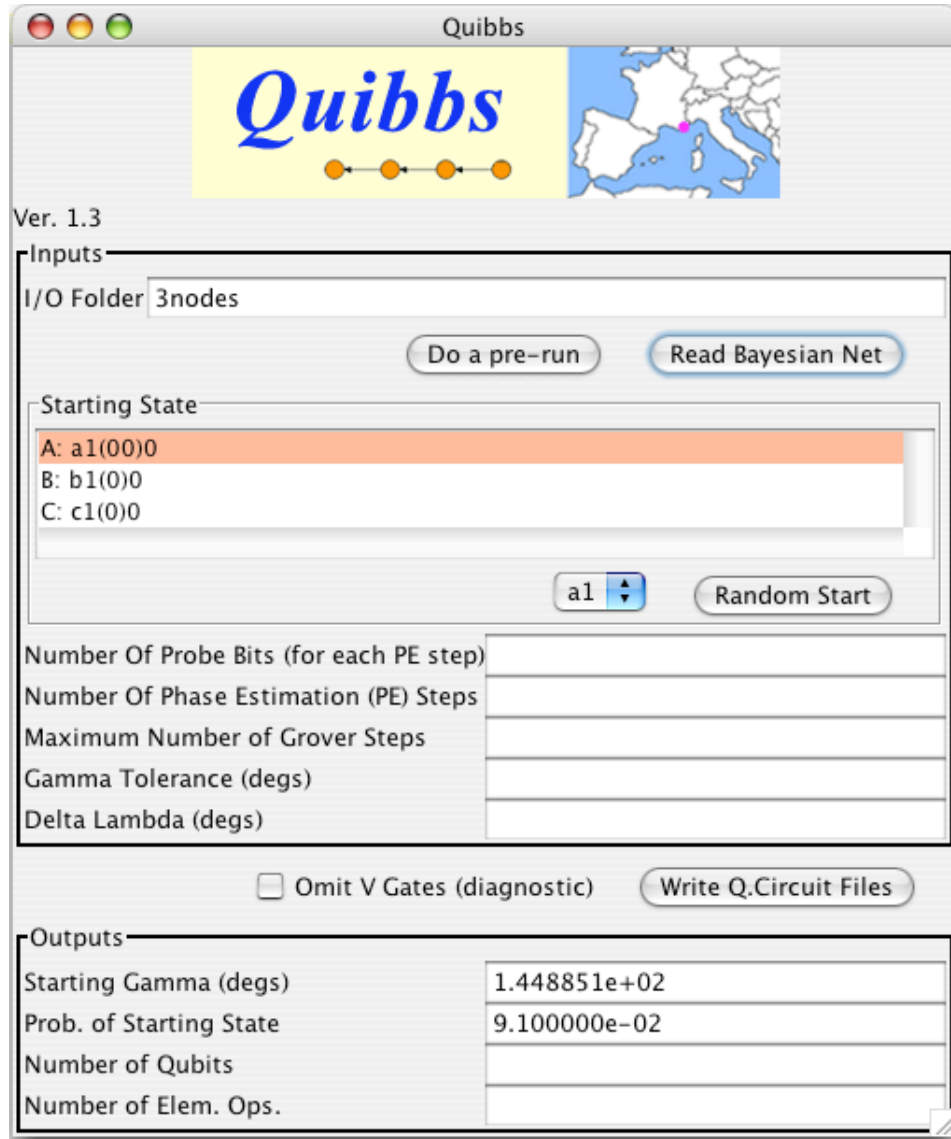 Quibbs
Quibbs
Ver. 1.3
Inputs
I/O Folder 3nodes
Do a pre-run Read Bayesian Net
Starting State
A: a1(00)0
B: b1(0)0
C: c1(0)0
a1 Random Start
Number Of Probe Bits (for each PE step)
Number Of Phase Estimation (PE) Steps
Maximum Number of Grover Steps
Gamma Tolerance (degs)
Delta Lambda (degs)
Omit V Gates (diagnostic) Write Q.Circuit Files
Outputs
Starting Gamma (degs) 1.448851e+02
Prob. of Starting State 9.100000e-02
Number of Qubits
Number of Elem. Ops.